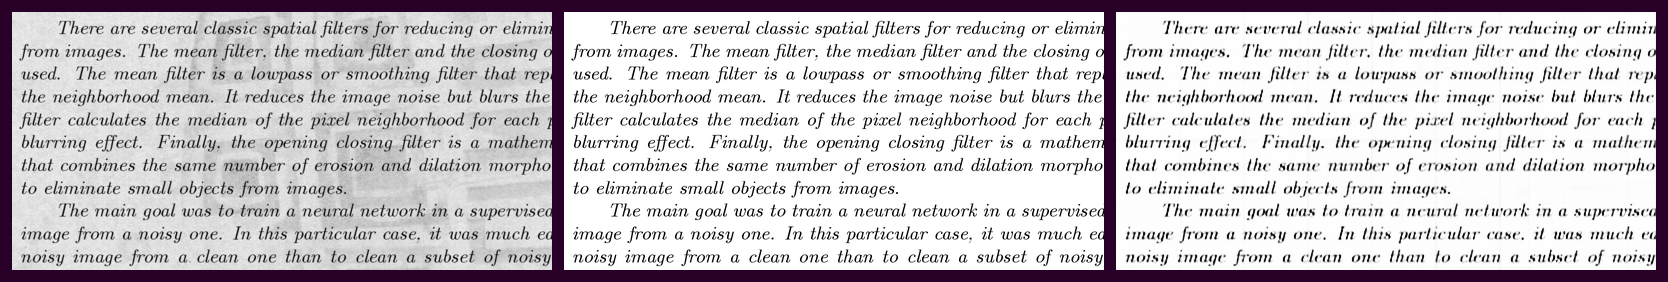 There are several classic spatial filters for reducing or elimin
from images. The mean filter, the median filter and the closing o
used. The mean filter is a lowpass or smoothing filter that repl
the neighborhood mean. It reduces the image noise but blurs the
filter calculates the median of the pixel neighborhood for each p
blurring effect. Finally, the opening closing filter is a mathem
that combines the same number of erosion and dilation morpho
to eliminate small objects from images.
The main goal was to train a neural network in a supervised
image from a noisy one. In this particular case, it was much ea
noisy image from a clean one than to clean a subset of noisy
There are several classic spatial filters for reducing or elimin
from images. The mean filter, the median filter and the closing o
used. The mean filter is a lowpass or smoothing filter that repl
the neighborhood mean. It reduces the image noise but blurs the
filter calculates the median of the pixel neighborhood for each p
blurring effect. Finally, the opening closing filter is a mathem
that combines the same number of erosion and dilation morpho
to eliminate small objects from images.
The main goal was to train a neural network in a supervised
image from a noisy one. In this particular case, it was much ea
noisy image from a clean one than to clean a subset of noisy
There are several classic spatial filters for reducing or elimin
from images. The mean filter, the median filter and the closing o
used. The mean filter is a lowpass or smoothing filter that repl
the neighborhood mean. It reduces the image noise but blurs the
filter calculates the median of the pixel neighborhood for each p
blurring effect. Finally, the opening closing filter is a mathem
that combines the same number of erosion and dilation morpho
to eliminate small objects from images.
The main goal was to train a neural network in a supervised
image from a noisy one. In this particular case, it was much ea
noisy image from a clean one than to clean a subset of noisy